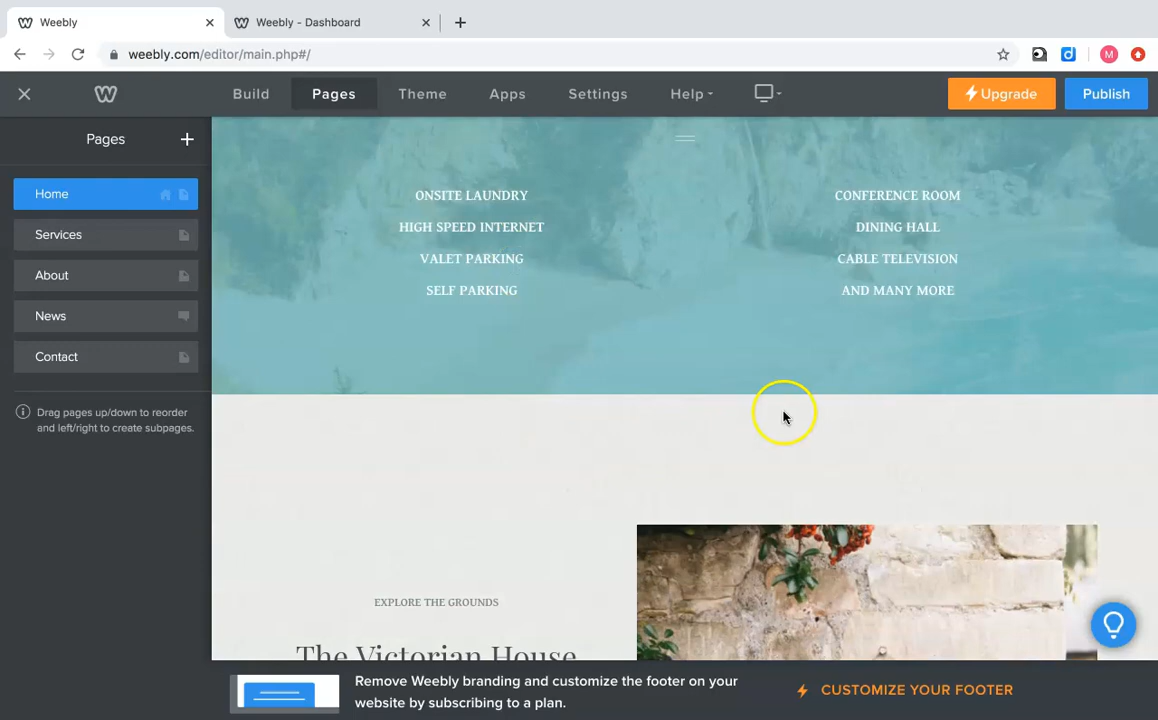 Weebly
Weebly - Dashboard
weebly.com/editor/main.php#/
M
Build
Pages
Theme
Apps
Settings
Help
Upgrade
Publish
Pages
Home
Services
About
News
Contact
Drag pages up/down to reorder
and left/right to create subpages.
ONSITE LAUNDRY
HIGH SPEED INTERNET
VALET PARKING
SELF PARKING
CONFERENCE ROOM
DINING HALL
CABLE TELEVISION
AND MANY MORE
EXPLORE THE GROUNDS
The Victorian House
Remove Weebly branding and customize the footer on your
website by subscribing to a plan.
CUSTOMIZE YOUR FOOTER